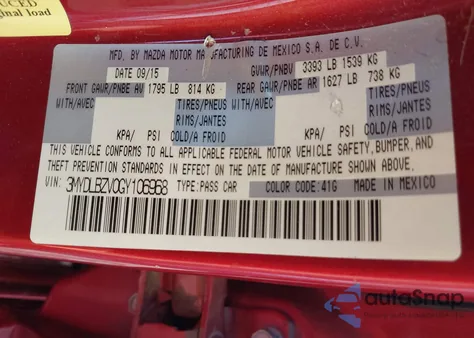 UCED
ginal load
MFD. BY MAZDA MOTOR MANUFACTURING DE MEXICO S.A. DE C.V.
DATE 09/15 GVWR/PNBV 3393 LB 1539 KG
FRONT GAWR/PNBE AV 1795 LB 814 KG REAR GAWR/PNBE AR 1627 LB 738 KG
WITH/AVEC TIRES/PNEUS WITH/AVEC TIRES/PNEUS
RIMS/JANTES RIMS/JANTES
KPA/ PSI COLD/A FROID KPA/ PSI COLD/A FROID
THIS VEHICLE CONFORMS TO ALL APPLICABLE FEDERAL MOTOR VEHICLE SAFETY, BUMPER, AND
THEFT PREVENTION STANDARDS IN EFFECT ON THE DATE OF MANUFACTURE SHOWN ABOVE.
VIN: 3MYDLBZV0GY106968 TYPE:PASS CAR COLOR CODE:41G MADE IN MEXICO
autoSnap